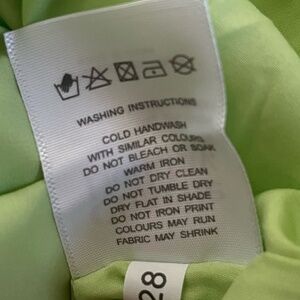 WASHING INSTRUCTIONS
COLD HANDWASH
WITH SIMILAR COLOURS
DO NOT BLEACH OR SOAK
WARM IRON
DO NOT DRY CLEAN
DO NOT TUMBLE DRY
DRY FLAT IN SHADE
DO NOT IRON PRINT
COLOURS MAY RUN
FABRIC MAY SHRINK
28